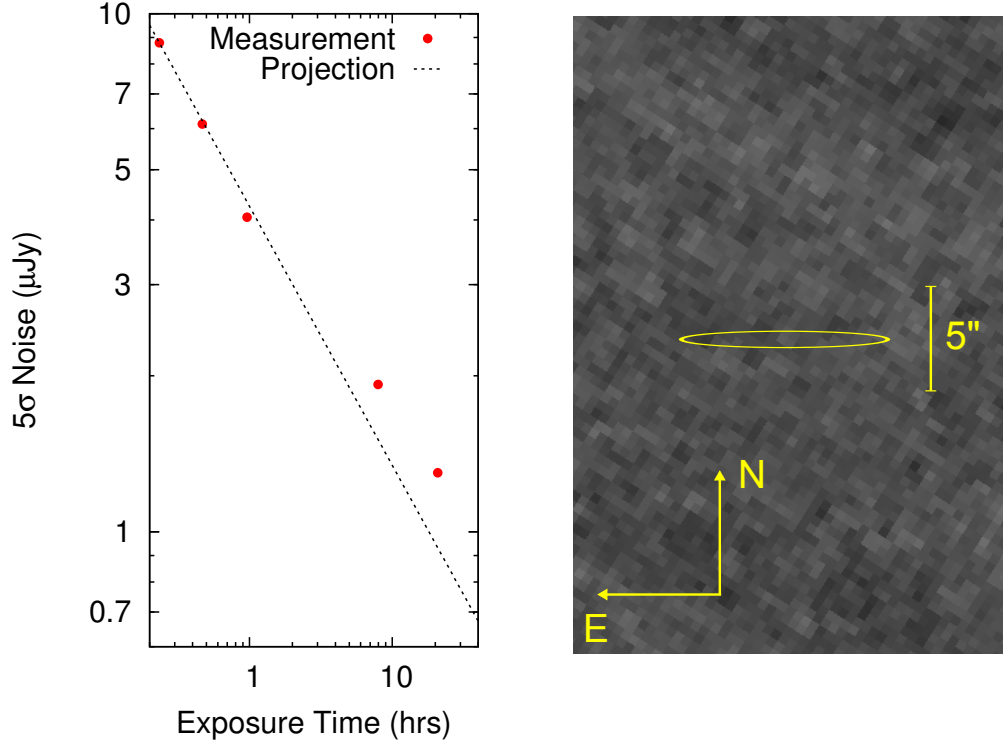 10
7
5
3
1
0.7
5σ Noise (μJy)
Measurement
Projection
1 10
Exposure Time (hrs)
5"
N
E